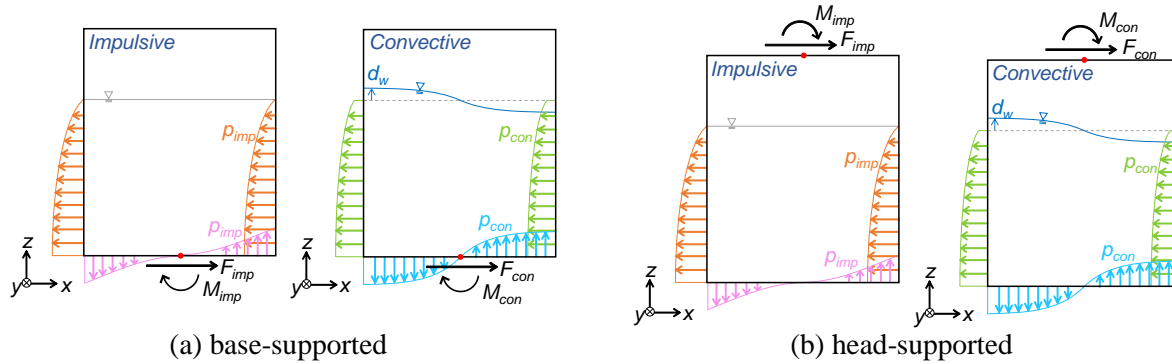 Impulsive
p_imp
p_imp
F_imp
M_imp
z
y
x
Convective
d_w
p_con
p_con
F_con
M_con
z
y
x
(a) base-supported
M_imp
F_imp
Impulsive
p_imp
p_imp
z
y
x
M_con
F_con
Convective
d_w
p_con
p_con
z
y
x
(b) head-supported